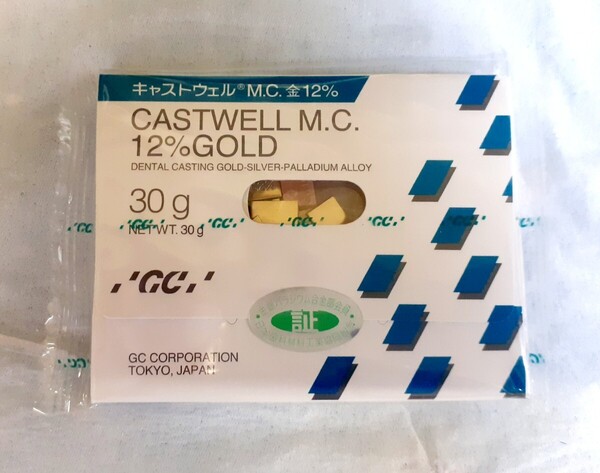 キャストウェル® M.C. 金12%
CASTWELL M.C.
12%GOLD
DENTAL CASTING GOLD-SILVER-PALLADIUM ALLOY
30 g
NET WT. 30 g
GC
証
GC CORPORATION
TOKYO, JAPAN